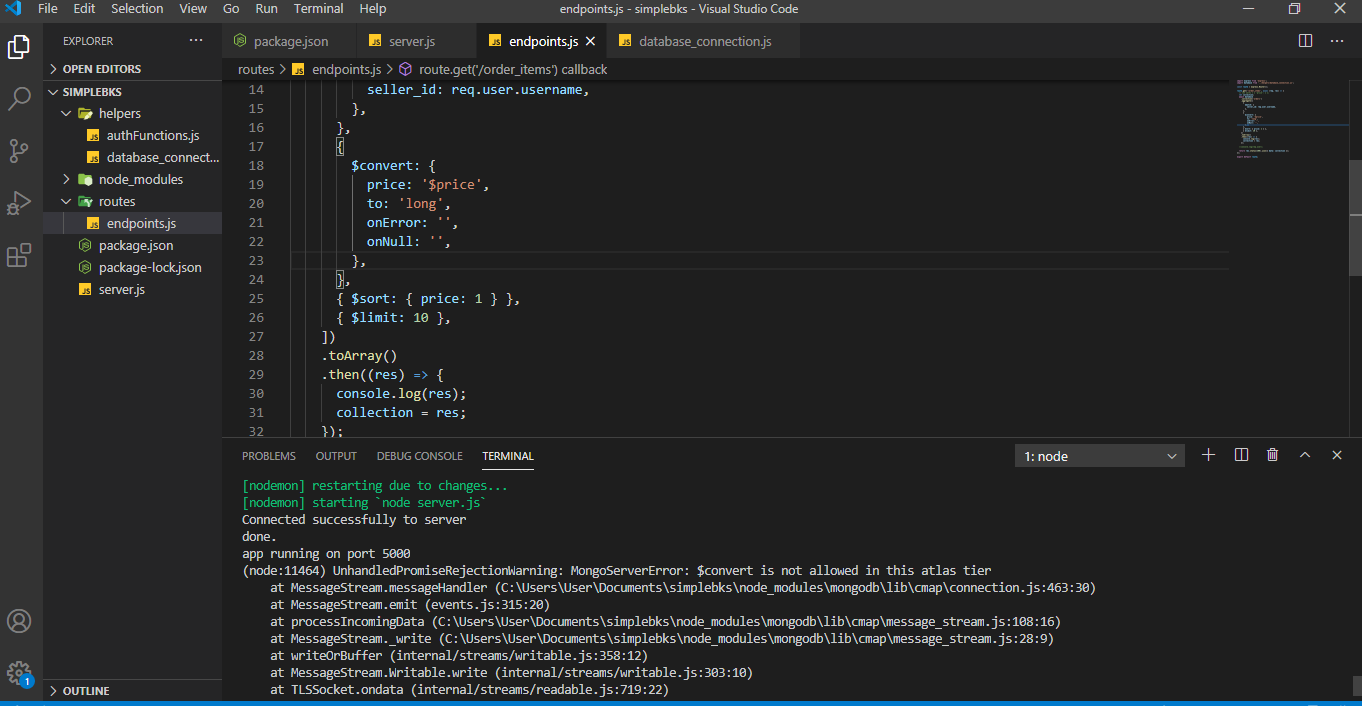 File Edit Selection View Go Run Terminal Help endpoints.js - simplebks - Visual Studio Code
EXPLORER ... package.json server.js endpoints.js database_connection.js ...
OPEN EDITORS
routes > endpoints.js > route.get('/order_items') callback
SIMPLEBKS
helpers
authFunctions.js
database_connect...
node_modules
routes
endpoints.js
package.json
package-lock.json
server.js
14 seller_id: req.user.username,
15 },
16 },
17 {
18 $convert: {
19 price: '$price',
20 to: 'long',
21 onError: '',
22 onNull: '',
23 },
24 },
25 { $sort: { price: 1 } },
26 { $limit: 10 },
27 ])
28 .toArray()
29 .then((res) => {
30 console.log(res);
31 collection = res;
32 });
PROBLEMS OUTPUT DEBUG CONSOLE TERMINAL 1: node
[nodemon] restarting due to changes...
[nodemon] starting `node server.js`
Connected successfully to server
done.
app running on port 5000
(node:11464) UnhandledPromiseRejectionWarning: MongoServerError: $convert is not allowed in this atlas tier
at MessageStream.messageHandler (C:\Users\User\Documents\simplebks\node_modules\mongodb\lib\cmap\connection.js:463:30)
at MessageStream.emit (events.js:315:20)
at processIncomingData (C:\Users\User\Documents\simplebks\node_modules\mongodb\lib\cmap\message_stream.js:108:16)
at MessageStream._write (C:\Users\User\Documents\simplebks\node_modules\mongodb\lib\cmap\message_stream.js:28:9)
at writeOrBuffer (internal/streams/writable.js:358:12)
at MessageStream.Writable.write (internal/streams/writable.js:303:10)
at TLSSocket.ondata (internal/streams/readable.js:719:22)
1
OUTLINE